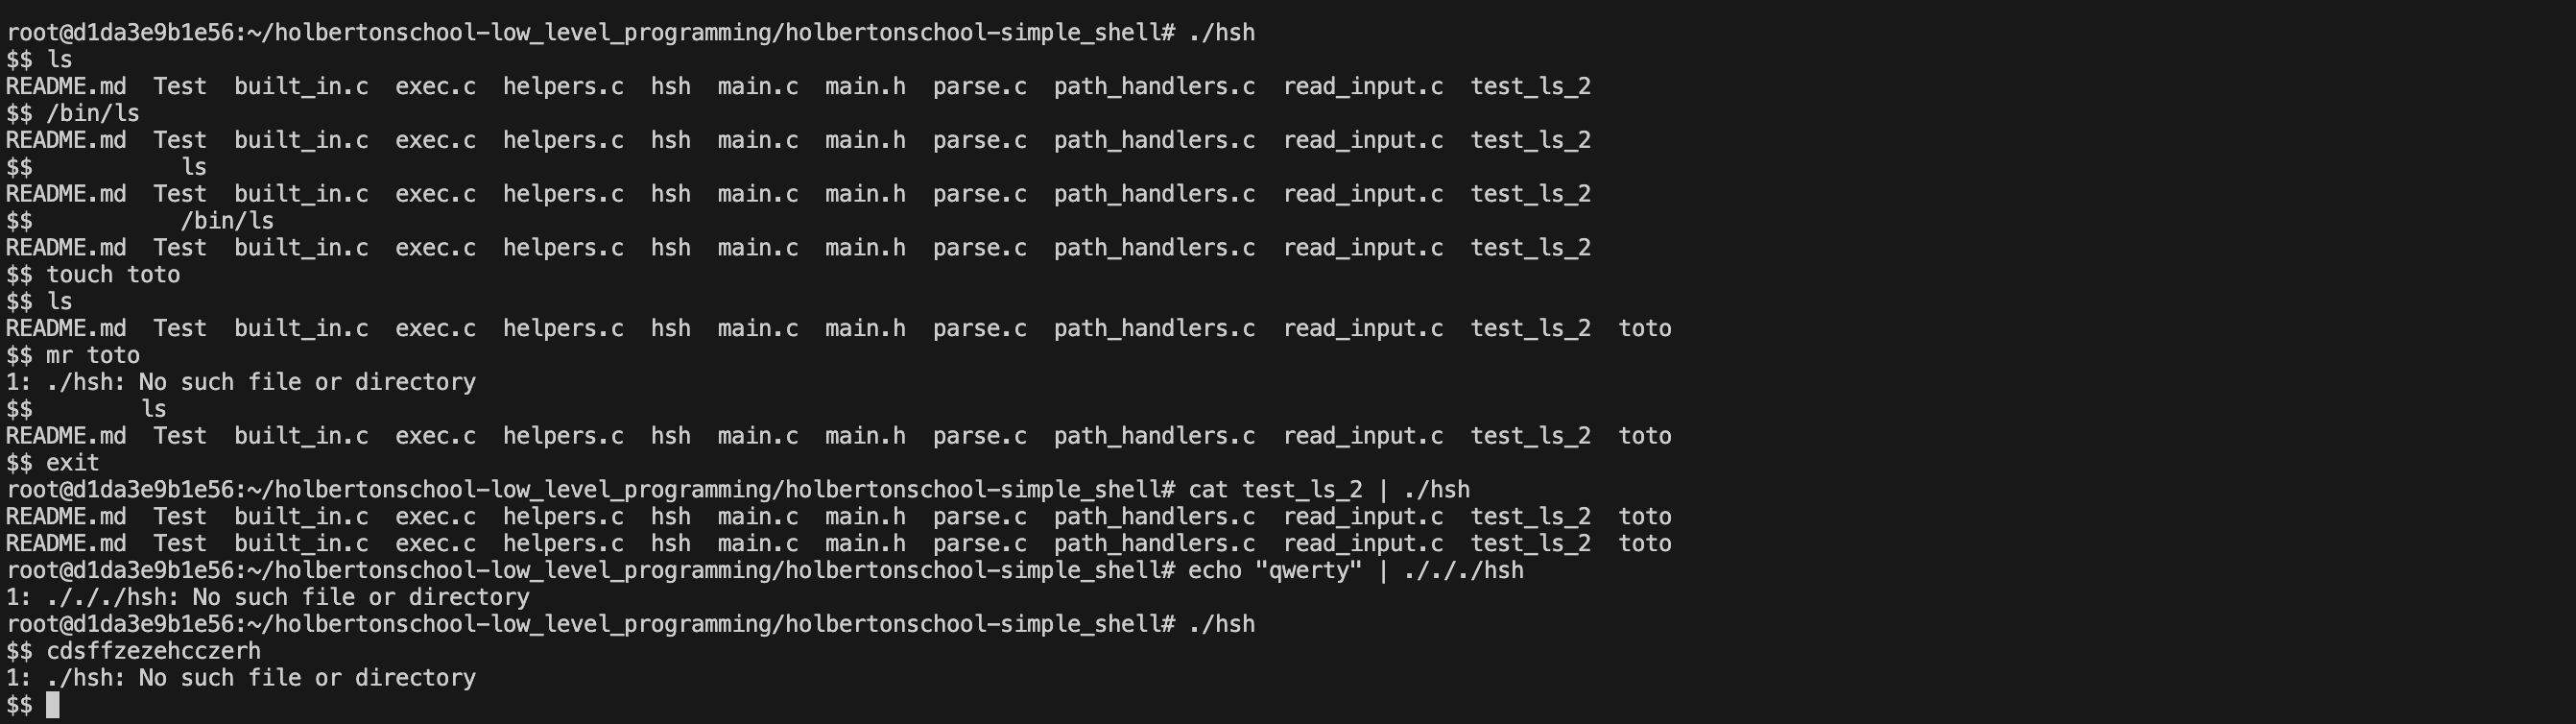 root@d1da3e9b1e56:~/holbertonschool-low_level_programming/holbertonschool-simple_shell# ./hsh
$$ ls
README.md  Test  built_in.c  exec.c  helpers.c  hsh  main.c  main.h  parse.c  path_handlers.c  read_input.c  test_ls_2
$$ /bin/ls
README.md  Test  built_in.c  exec.c  helpers.c  hsh  main.c  main.h  parse.c  path_handlers.c  read_input.c  test_ls_2
$$           ls
README.md  Test  built_in.c  exec.c  helpers.c  hsh  main.c  main.h  parse.c  path_handlers.c  read_input.c  test_ls_2
$$           /bin/ls
README.md  Test  built_in.c  exec.c  helpers.c  hsh  main.c  main.h  parse.c  path_handlers.c  read_input.c  test_ls_2
$$ touch toto
$$ ls
README.md  Test  built_in.c  exec.c  helpers.c  hsh  main.c  main.h  parse.c  path_handlers.c  read_input.c  test_ls_2  toto
$$ mr toto
1: ./hsh: No such file or directory
$$        ls
README.md  Test  built_in.c  exec.c  helpers.c  hsh  main.c  main.h  parse.c  path_handlers.c  read_input.c  test_ls_2  toto
$$ exit
root@d1da3e9b1e56:~/holbertonschool-low_level_programming/holbertonschool-simple_shell# cat test_ls_2 | ./hsh
README.md  Test  built_in.c  exec.c  helpers.c  hsh  main.c  main.h  parse.c  path_handlers.c  read_input.c  test_ls_2  toto
README.md  Test  built_in.c  exec.c  helpers.c  hsh  main.c  main.h  parse.c  path_handlers.c  read_input.c  test_ls_2  toto
root@d1da3e9b1e56:~/holbertonschool-low_level_programming/holbertonschool-simple_shell# echo "qwerty" | ./././hsh
1: ./././hsh: No such file or directory
root@d1da3e9b1e56:~/holbertonschool-low_level_programming/holbertonschool-simple_shell# ./hsh
$$ cdsffzezehcczerh
1: ./hsh: No such file or directory
$$